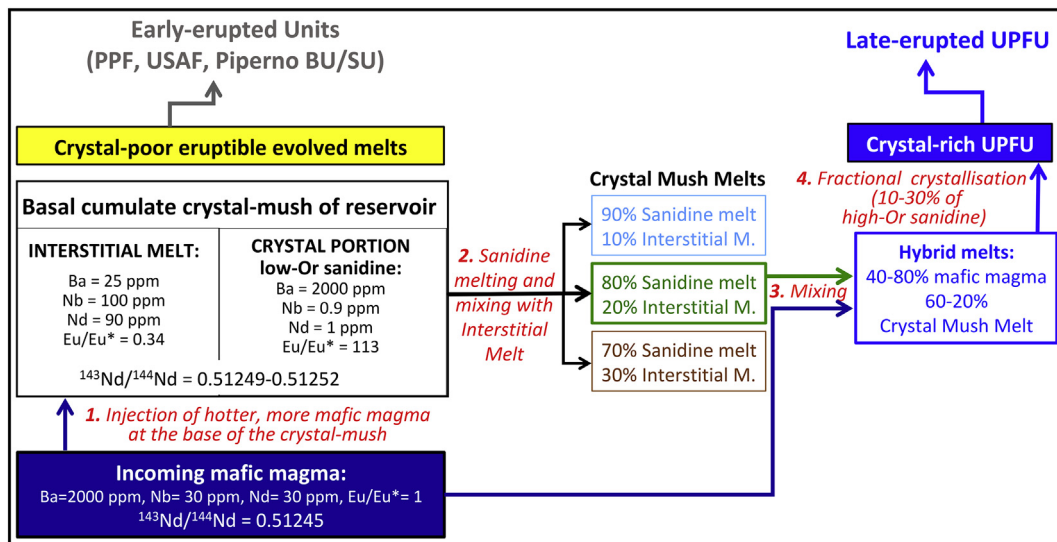 Early-erupted Units
(PPF, USAF, Piperno BU/SU)
Crystal-poor eruptible evolved melts
Basal cumulate crystal-mush of reservoir
INTERSTITIAL MELT:
Ba = 25 ppm
Nb = 100 ppm
Nd = 90 ppm
Eu/Eu* = 0.34
CRYSTAL PORTION
low-Or sanidine:
Ba = 2000 ppm
Nb = 0.9 ppm
Nd = 1 ppm
Eu/Eu* = 113
¹⁴³Nd/¹⁴⁴Nd = 0.51249-0.51252
1. Injection of hotter, more mafic magma
at the base of the crystal-mush
Incoming mafic magma:
Ba=2000 ppm, Nb= 30 ppm, Nd= 30 ppm, Eu/Eu*= 1
¹⁴³Nd/¹⁴⁴Nd = 0.51245
2. Sanidine
melting and
mixing with
Interstitial
Melt
Crystal Mush Melts
90% Sanidine melt
10% Interstitial M.
80% Sanidine melt
20% Interstitial M.
70% Sanidine melt
30% Interstitial M.
3. Mixing
Late-erupted UPFU
Crystal-rich UPFU
4. Fractional crystallisation
(10-30% of
high-Or sanidine)
Hybrid melts:
40-80% mafic magma
60-20%
Crystal Mush Melt